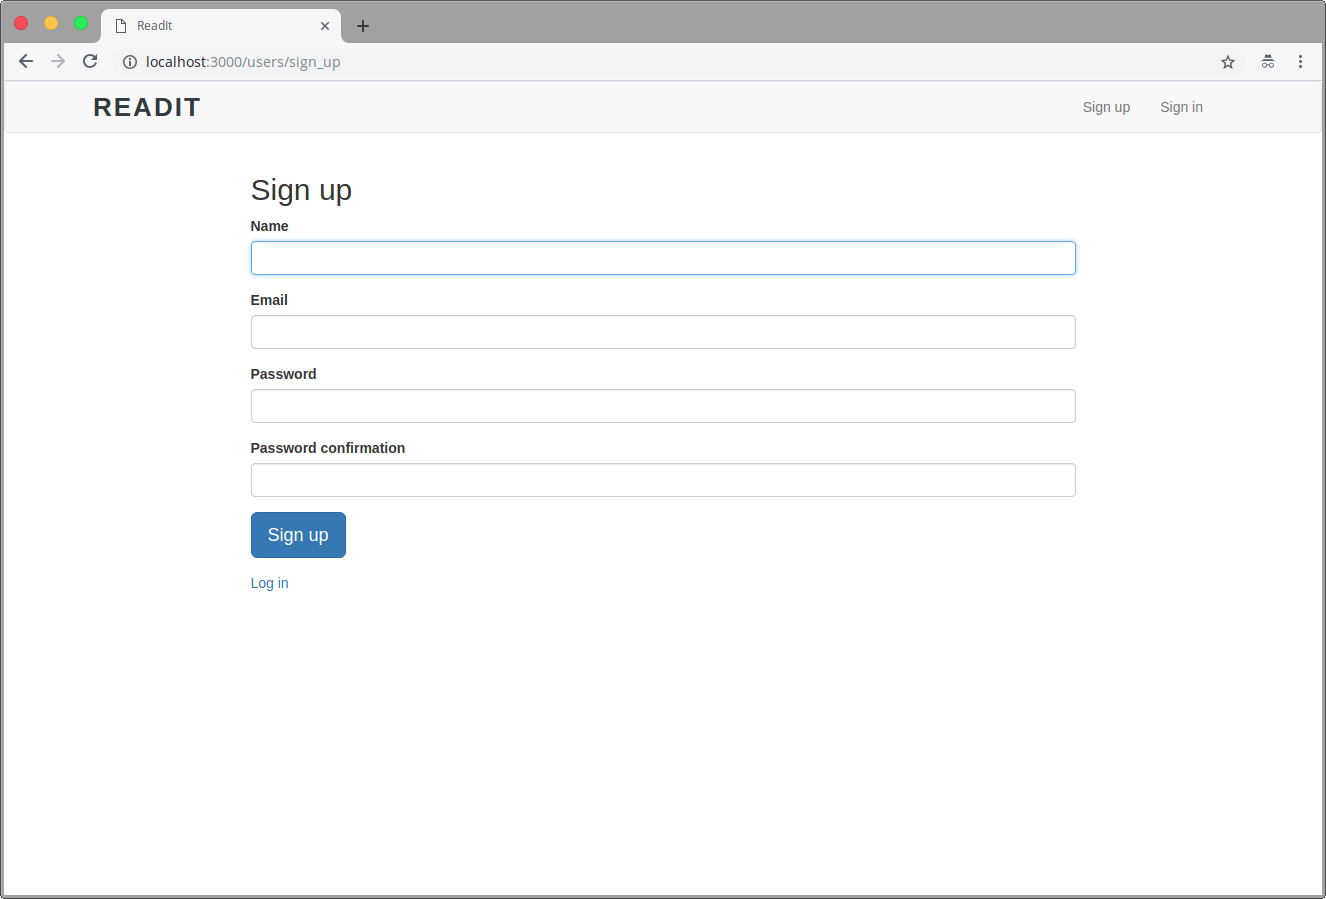 ReadIt
localhost:3000/users/sign_up
READIT
Sign up
Sign in
Sign up
Name
Email
Password
Password confirmation
Sign up
Log in